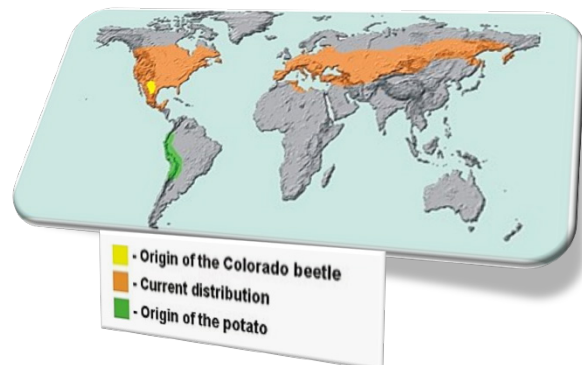 - Origin of the Colorado beetle
- Current distribution
- Origin of the potato